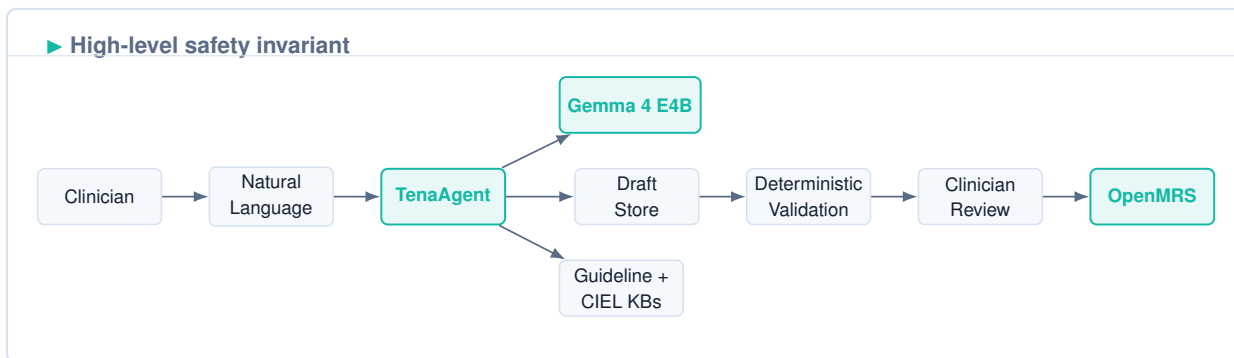 ▶ High-level safety invariant
Gemma 4 E4B
Clinician
Natural
Language
TenaAgent
Draft
Store
Deterministic
Validation
Clinician
Review
OpenMRS
Guideline +
CIEL KBs